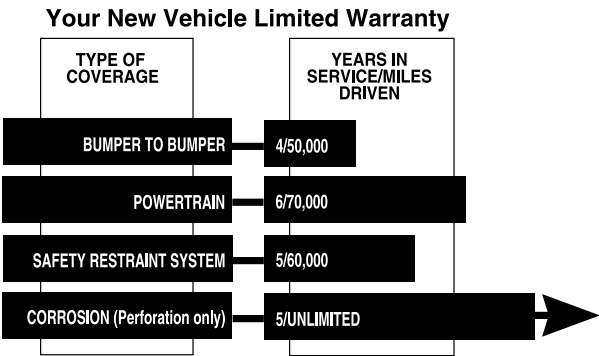 Your New Vehicle Limited Warranty
TYPE OF
COVERAGE
YEARS IN
SERVICE/MILES
DRIVEN
BUMPER TO BUMPER 4/50,000
POWERTRAIN 6/70,000
SAFETY RESTRAINT SYSTEM 5/60,000
CORROSION (Perforation only) 5/UNLIMITED